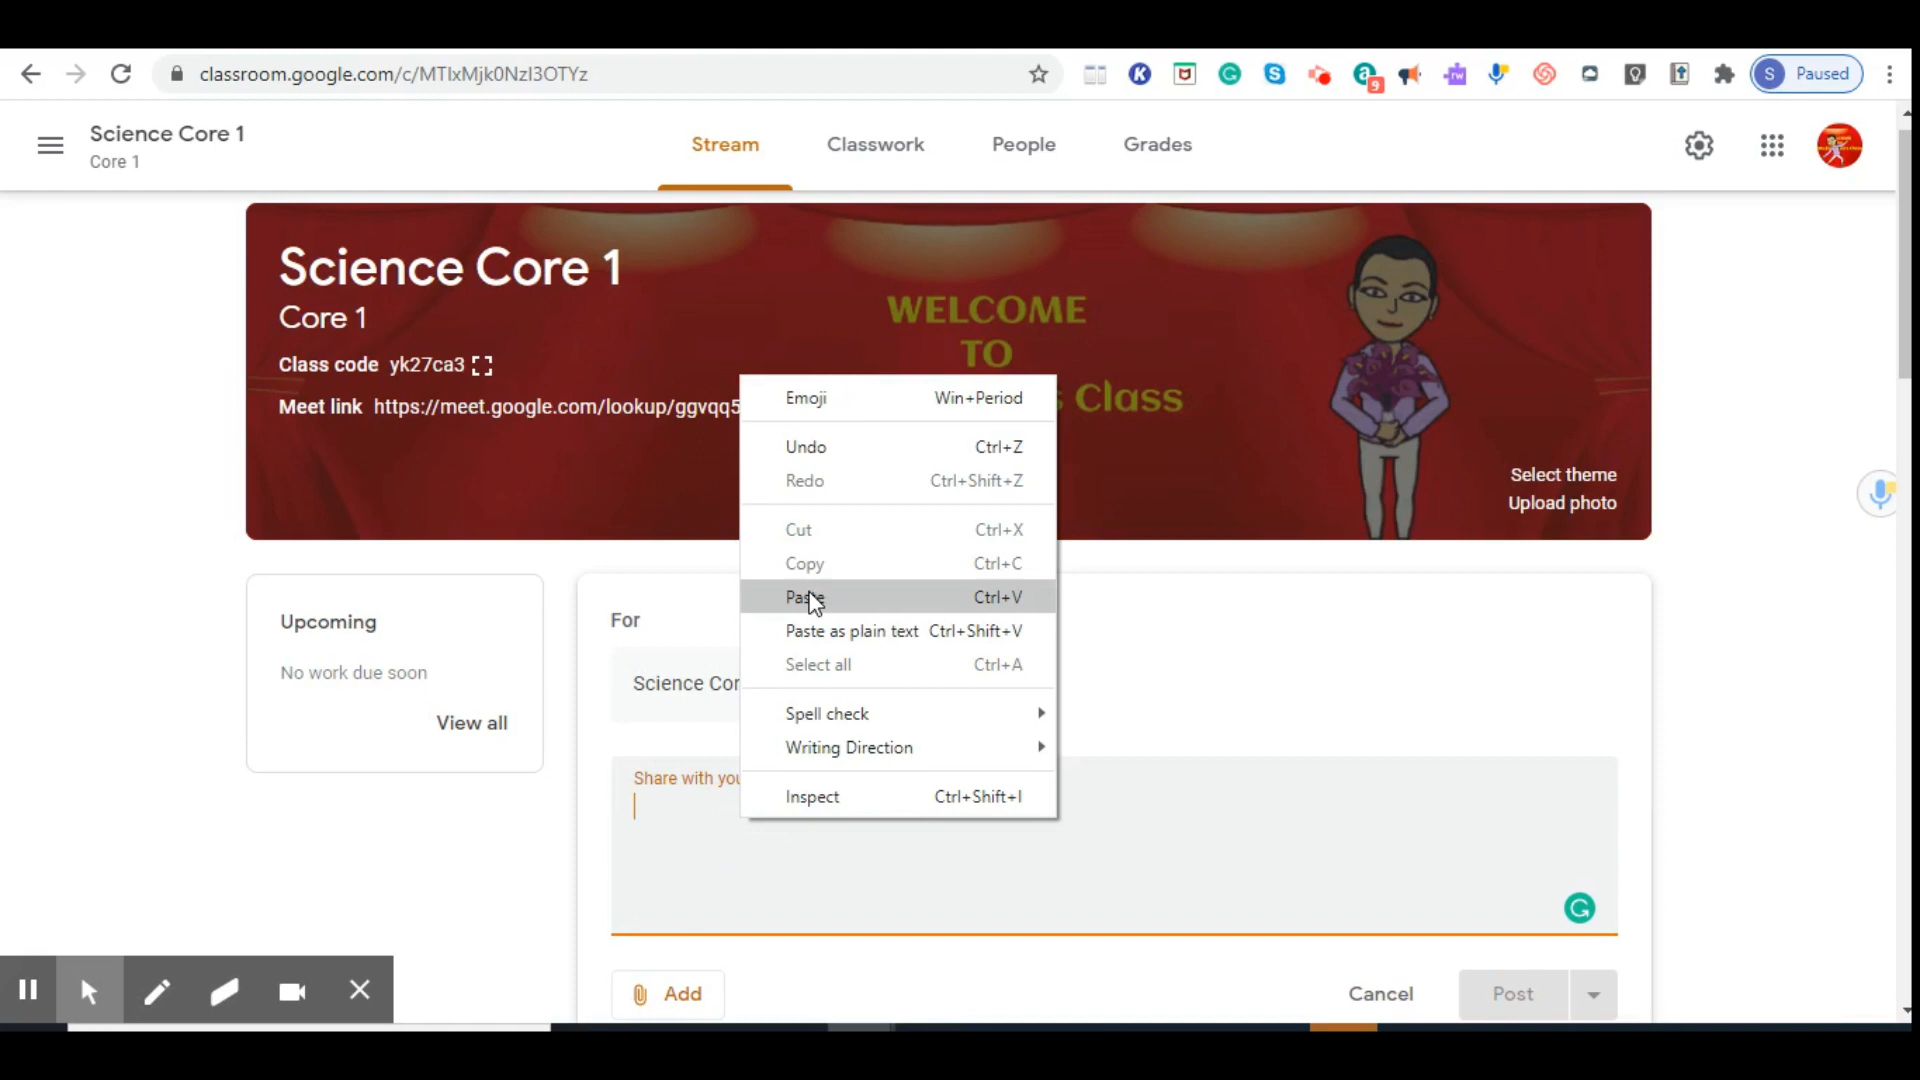 classroom.google.com/c/MTIxMjk0NzI3OTYz
9
S Paused
Science Core 1
Core 1
Stream Classwork People Grades
Science Core 1
Core 1
Class code yk27ca3
Meet link https://meet.google.com/lookup/ggvqq5
WELCOME
TO
Class
Select theme
Upload photo
Emoji Win+Period
Undo Ctrl+Z
Redo Ctrl+Shift+Z
Cut Ctrl+X
Copy Ctrl+C
Paste Ctrl+V
Paste as plain text Ctrl+Shift+V
Select all Ctrl+A
Spell check
Writing Direction
Inspect Ctrl+Shift+I
Upcoming
No work due soon
View all
For
Science Cor
Share with you
Add
Cancel
Post